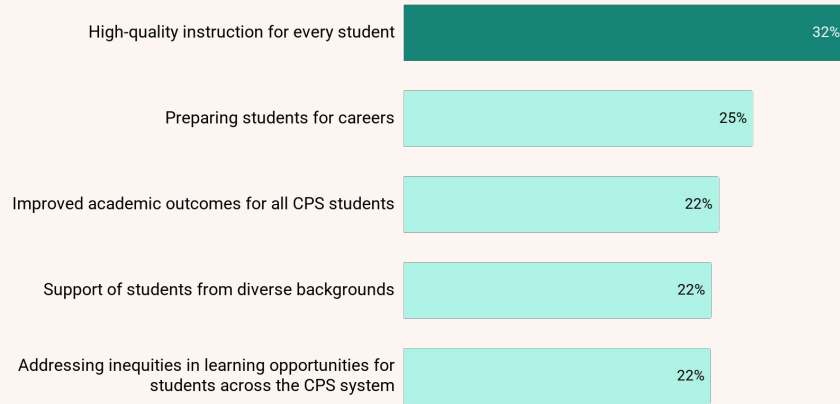 High-quality instruction for every student
32%
Preparing students for careers
25%
Improved academic outcomes for all CPS students
22%
Support of students from diverse backgrounds
22%
Addressing inequities in learning opportunities for
students across the CPS system
22%